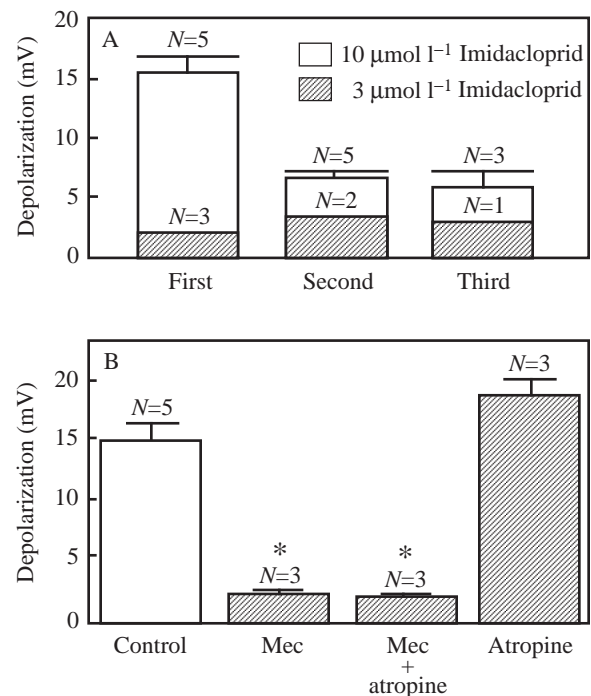 A
Depolarization (mV)
20
15
10
5
0
N=5
N=3
N=5
N=2
N=3
N=1
10 μmol l⁻¹ Imidacloprid
3 μmol l⁻¹ Imidacloprid
First
Second
Third
B
Depolarization (mV)
20
15
10
5
0
N=5
*
N=3
*
N=3
N=3
Control
Mec
Mec
+
atropine
Atropine